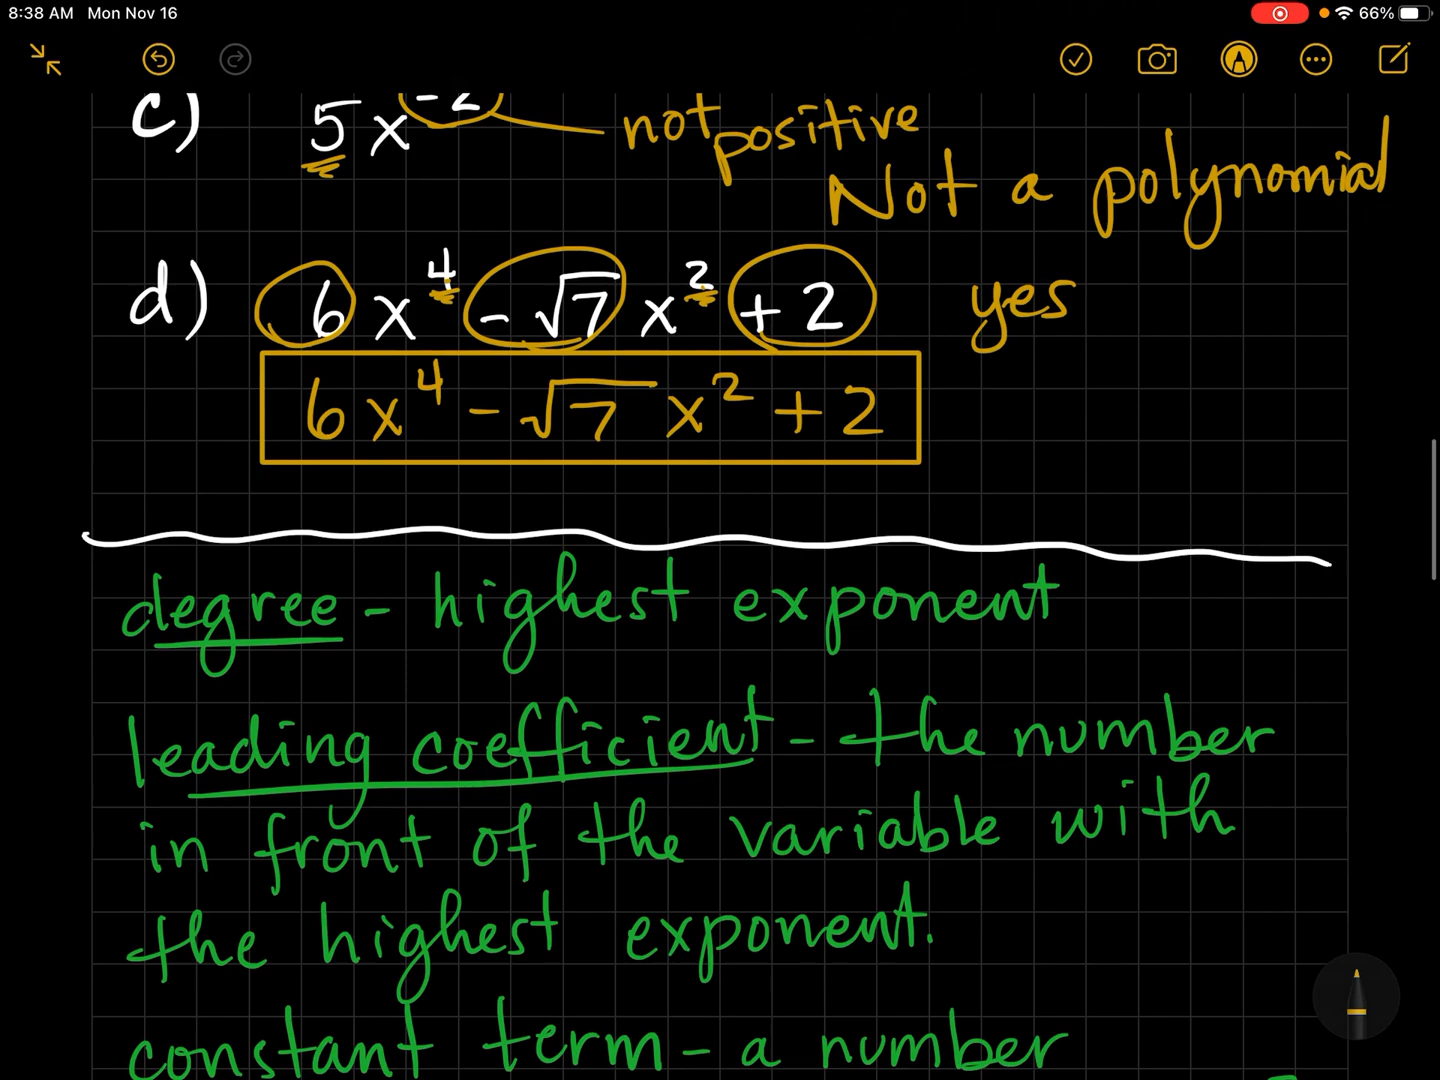 8:38 AM Mon Nov 16
66%
c) 5x⁻² not positive
Not a polynomial
d) 6x⁴ - √7 x² + 2 yes
6x⁴ - √7 x² + 2
degree - highest exponent
leading coefficient - the number
in front of the variable with
the highest exponent.
constant term - a number